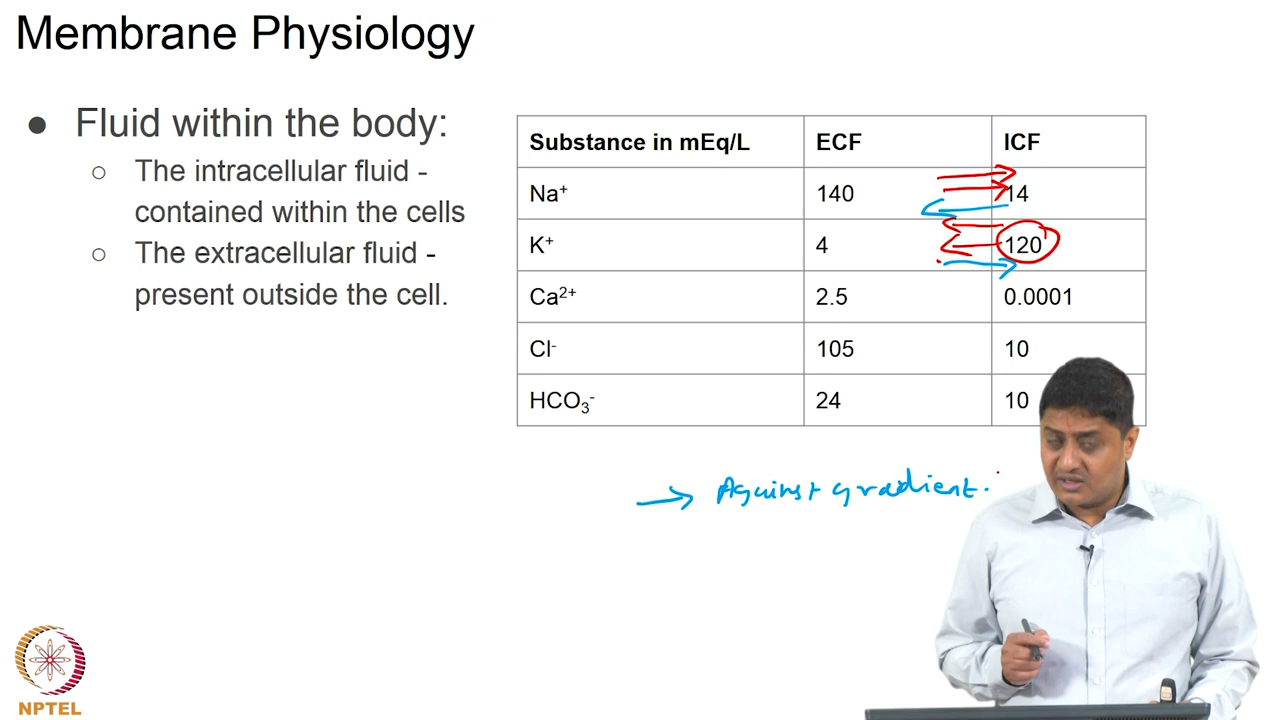 Membrane Physiology
● Fluid within the body:
○ The intracellular fluid -
contained within the cells
○ The extracellular fluid -
present outside the cell.
Substance in mEq/L ECF ICF
Na⁺ 140 14
K⁺ 4 120
Ca²⁺ 2.5 0.0001
Cl⁻ 105 10
HCO₃⁻ 24 10
→ Against gradient.
NPTEL